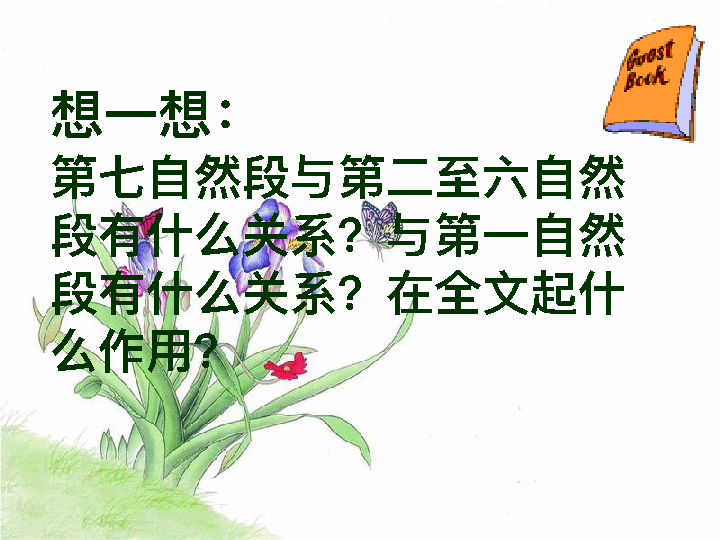 Guest
Book
想一想：
第七自然段与第二至六自然
段有什么关系？与第一自然
段有什么关系？在全文起什
么作用？